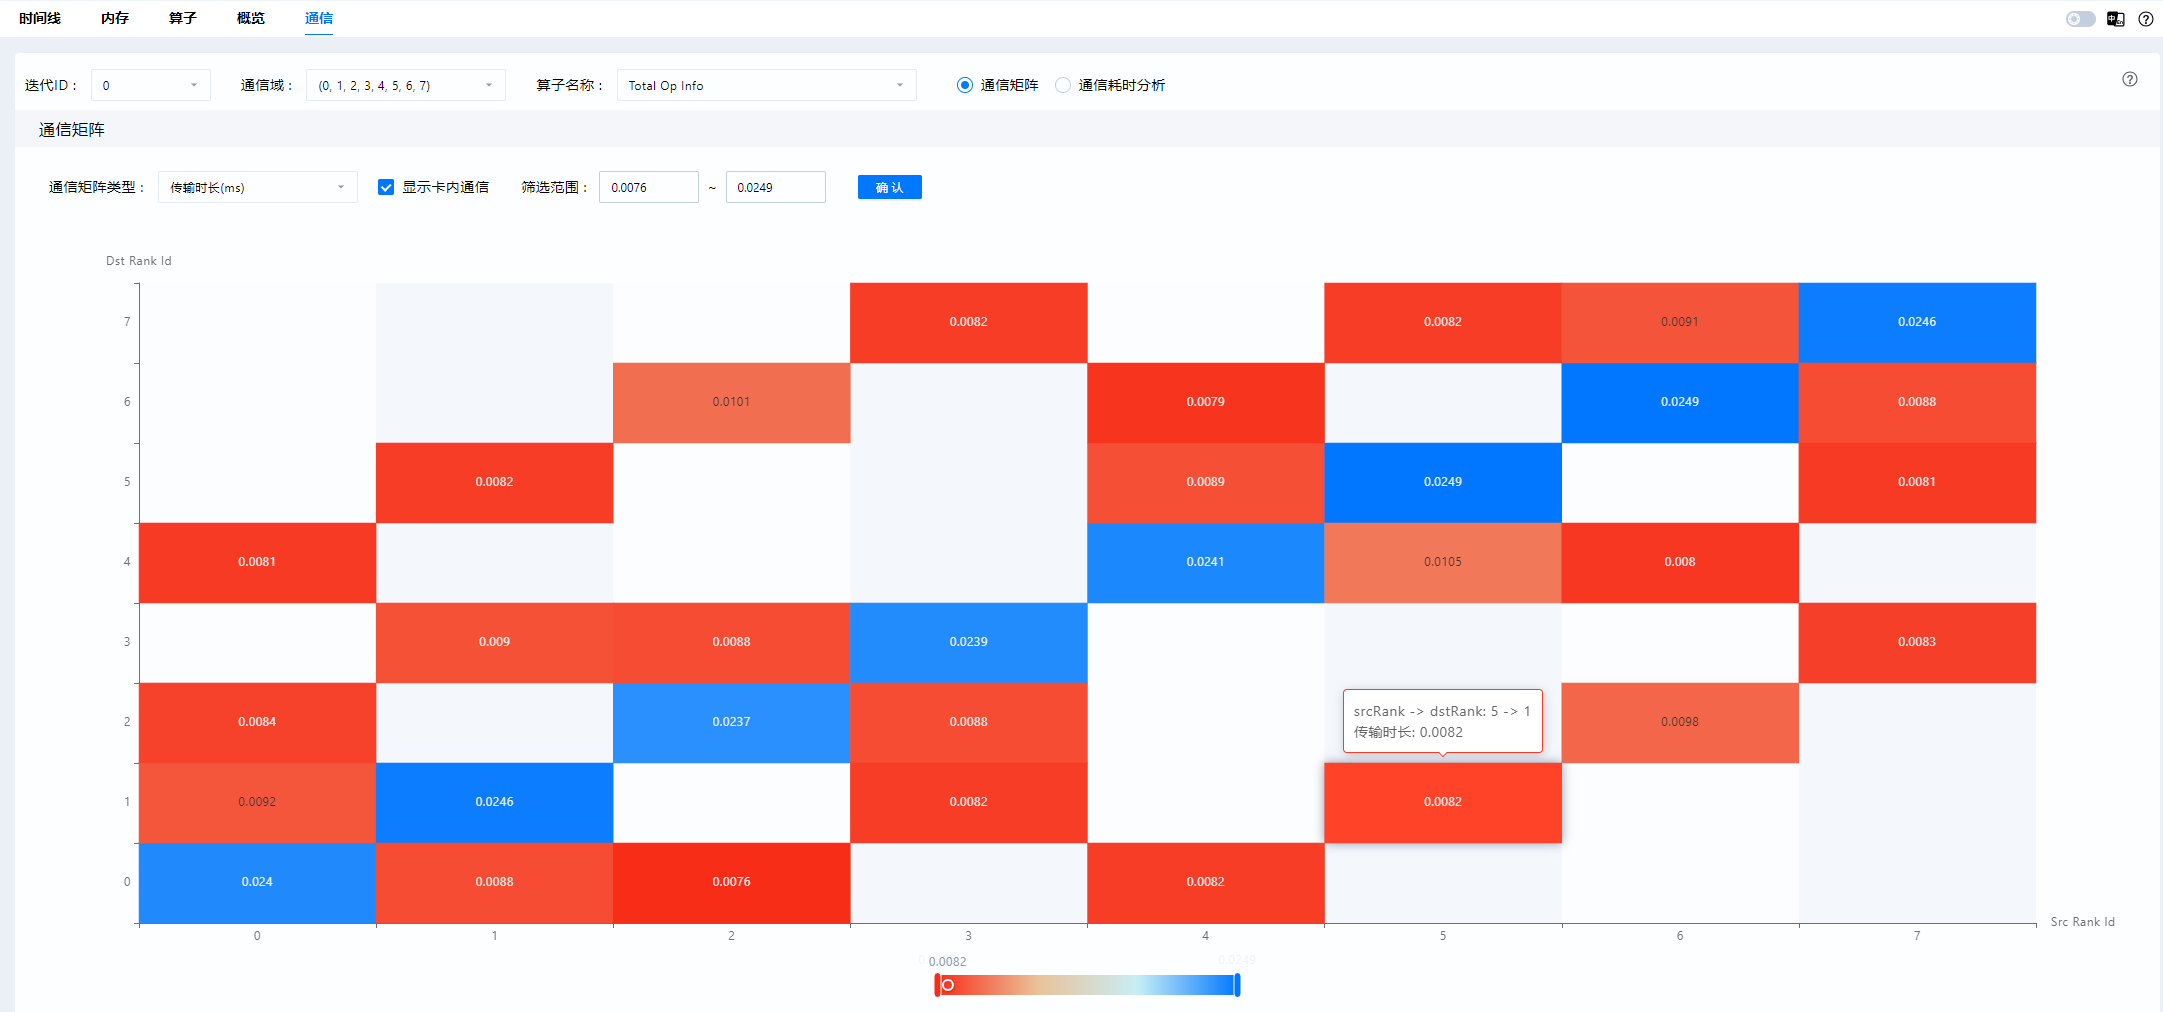 时间线 内存 算子 概览 通信
迭代ID： 0 通信域： (0, 1, 2, 3, 4, 5, 6, 7) 算子名称： Total Op Info 通信矩阵 通信耗时分析
通信矩阵
通信矩阵类型： 传输时长(ms) 显示卡内通信 筛选范围： 0.0076 ~ 0.0249 确认
Dst Rank Id
7 0.0082 0.0082 0.0091 0.0246
6 0.0101 0.0079 0.0249 0.0088
5 0.0082 0.0089 0.0249 0.0081
4 0.0081 0.0241 0.0105 0.008
3 0.009 0.0088 0.0239 0.0083
srcRank -> dstRank: 5 -> 1
传输时长: 0.0082
2 0.0084 0.0237 0.0088 0.0098
1 0.0092 0.0246 0.0082 0.0082
0 0.024 0.0088 0.0076 0.0082
Src Rank Id
0 1 2 3 4 5 6 7
0.0082 0.0249